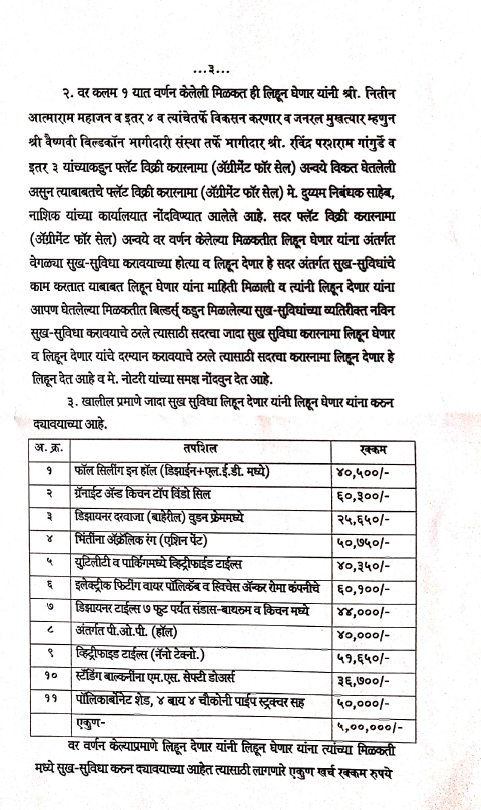 ...३...
२. वर कलम १ यात वर्णन केलेली मिळकत ही लिहून घेणार यांनी श्री. नितीन
आत्माराम महाजन व इतर ४ व त्यांचेतर्फे विकसन करणार व जनरल मुखत्यार म्हणुन
श्री वैष्णवी बिल्डकॉन भागीदारी संस्था तर्फे भागीदार श्री. रविंद्र परशराम गांगुर्डे व
इतर ३ यांच्याकडुन फ्लॅट विक्री करारनामा (ॲग्रीमेंट फॉर सेल) अन्वये विकत घेतलेली
असुन त्याबाबतचे फ्लॅट विक्री करारनामा (ॲग्रीमेंट फॉर सेल) मे. दुय्यम निबंधक साहेब,
नाशिक यांच्या कार्यालयात नोंदविण्यात आलेले आहे. सदर फ्लॅट विक्री करारनामा
(ॲग्रीमेंट फॉर सेल) अन्वये वर वर्णन केलेल्या मिळकतीत लिहून घेणार यांना अंतर्गत
वेगळ्या सुख-सुविधा करावयाच्या होत्या व लिहून देणार हे सदर अंतर्गत सुख-सुविधांचे
काम करतात याबाबत लिहून घेणार यांना माहिती मिळाली व त्यांनी लिहून देणार यांना
आपण घेतलेल्या मिळकतीत बिल्डर्स् कडुन मिळालेल्या सुख-सुविधांच्या व्यतिरीक्त नविन
सुख-सुविधा करावयाचे ठरले त्यासाठी सदरचा जादा सुख सुविधा करारनामा लिहून घेणार
व लिहून देणार यांचे दरम्यान करावयाचे ठरले त्यासाठी सदरचा करारनामा लिहून देणार हे
लिहून देत आहे व मे. नोटरी यांच्या समक्ष नोंदवुन देत आहे.
३. खालील प्रमाणे जादा सुख सुविधा लिहून देणार यांनी लिहून घेणार यांना करुन
द्यावयाच्या आहे.
अ. क्र. तपशिल रक्कम
१ फॉल सिलींग इन हॉल (डिझाईन+एल.ई.डी. मध्ये) ४०,५००/-
२ ग्रॅनाईट ॲन्ड किचन टॉप विंडो सिल ६०,३००/-
३ डिझायनर दरवाजा (बाहेरील) वुडन फ्रेममध्ये २५,६५०/-
४ भिंतींना ॲक्रॅलिक रंग (एशिन पेंट) ५०,७५०/-
५ युटिलीटी व पार्किंगमध्ये व्हिट्रीफाईड टाईल्स ४०,३५०/-
६ इलेक्ट्रीक फिटींग वायर पॉलिकॅब व स्विचेस ॲन्कर रोमा कंपनीचे ६०,१००/-
७ डिझायनर टाईल्स ७ फूट पर्यंत संडास-बाथरुम व किचन मध्ये ४४,०००/-
८ अंतर्गत पी.ओ.पी. (हॉल) ४०,०००/-
९ व्हिट्रीफाइड टाईल्स (नॅनो टेक्नो.) ५१,६५०/-
१० स्टॅंडिंग बाल्कनींना एम.एस. सेफ्टी डोअर्स ३६,७००/-
११ पॉलिकार्बोनेट शेड, ४ बाय ४ चौकोनी पाईप स्ट्रक्चर सह ५०,०००/-
एकुण- ५,००,०००/-
वर वर्णन केल्याप्रमाणे लिहून देणार यांनी लिहून घेणार यांना त्यांच्या मिळकती
मध्ये सुख-सुविधा करुन द्यावयाच्या आहेत त्यासाठी लागणारे एकुण खर्च रक्कम रुपये